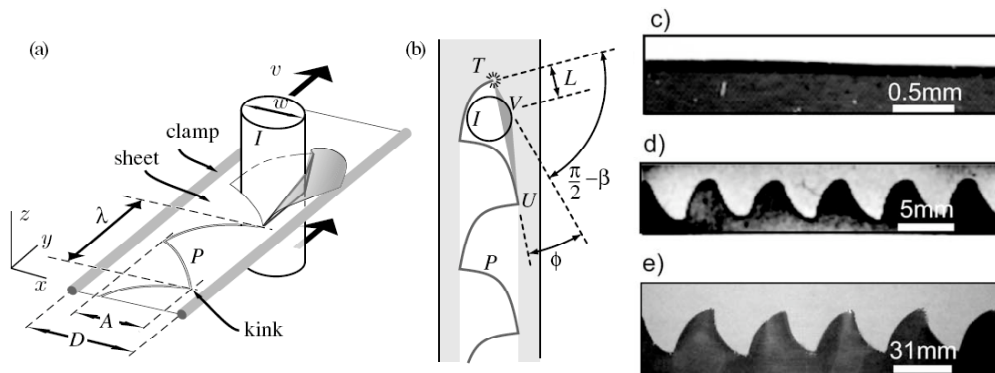 (a)
v
w
I
clamp
sheet
λ
z
y
x
P
A
D
kink
(b)
T
L
V
I
π/2 −β
U
ϕ
P
c)
0.5mm
d)
5mm
e)
31mm